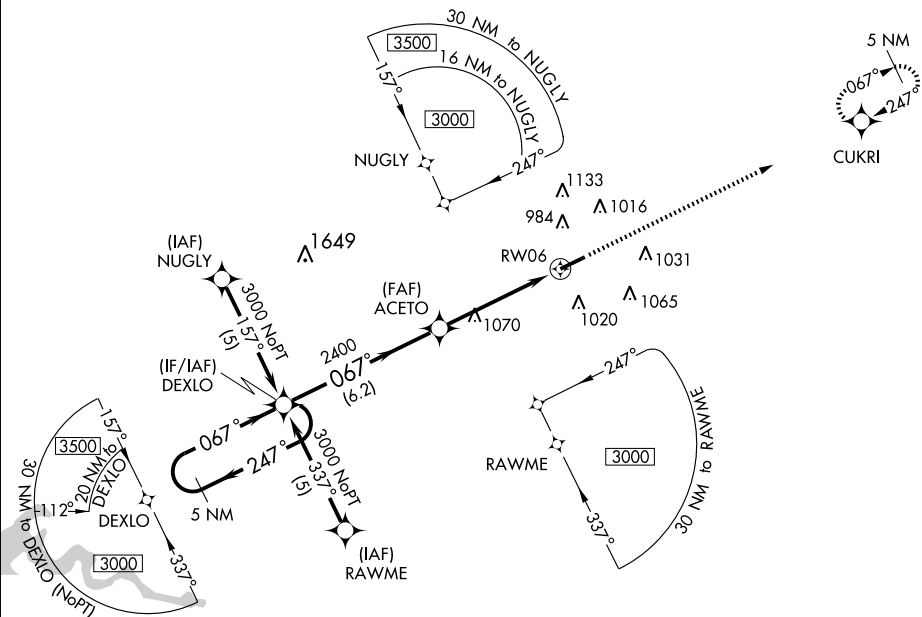 30 NM to NUGLY
3500
16 NM to NUGLY
157°
3000
247°
NUGLY
5 NM
067°
247°
CUKRI
1133
984
1016
RW06
1031
1065
1020
(IAF)
NUGLY
1649
3000 NoPT
157°
(5)
(FAF)
ACETO
1070
(IF/IAF)
DEXLO
2400
067°
(6.2)
067°
247°
5 NM
3000 NoPT
337°
(5)
(IAF)
RAWME
157°
3500
20 NM to
DEXLO
112°
DEXLO
3000
337°
30 NM to DEXLO (NoPT)
247°
RAWME
3000
337°
30 NM to RAWME